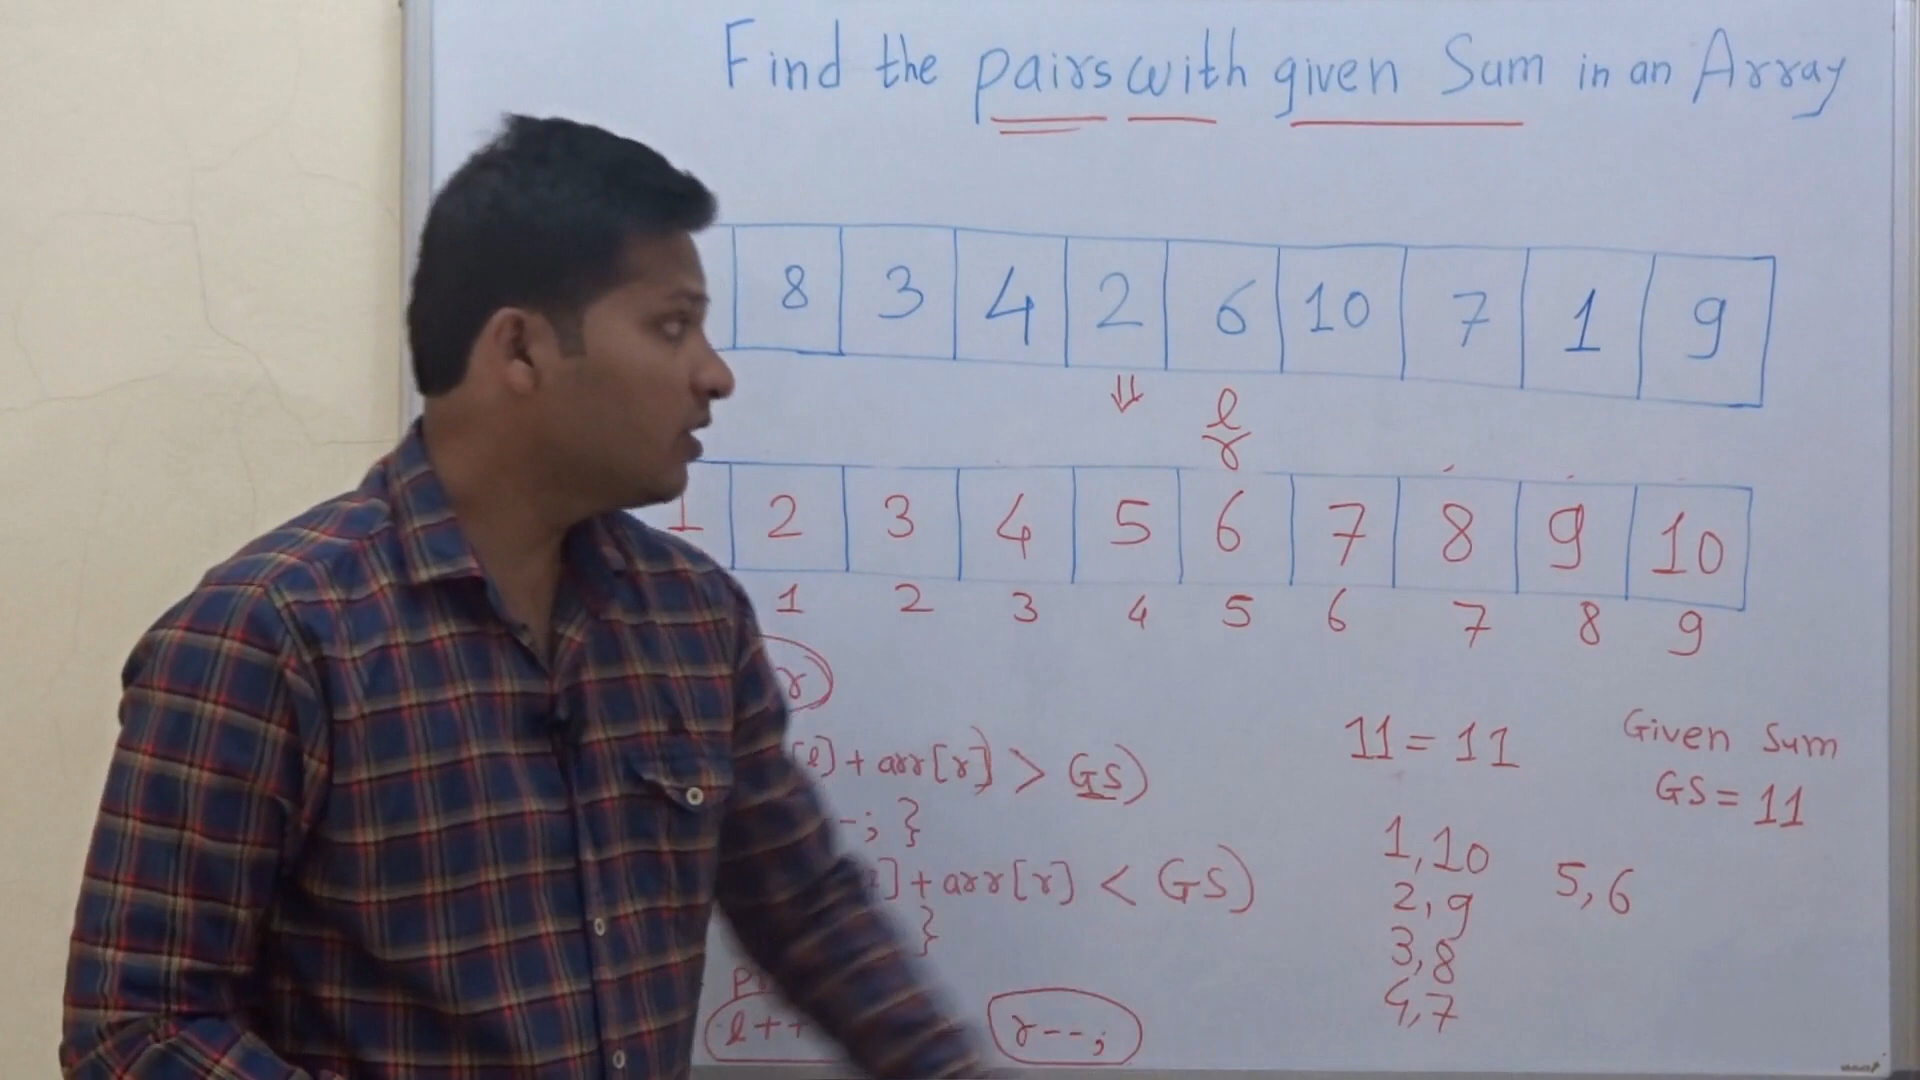 Find the pairs with given Sum in an Array
8 3 4 2 6 10 7 1 9
l
r
1 2 3 4 5 6 7 8 9 10
1 2 3 4 5 6 7 8 9
r)
[l] + arr[r] > GS)
-; }
] + arr[r] < GS)
}
l++
r--;
11 = 11
Given Sum
GS = 11
1,10
2,9
3,8
4,7
5,6